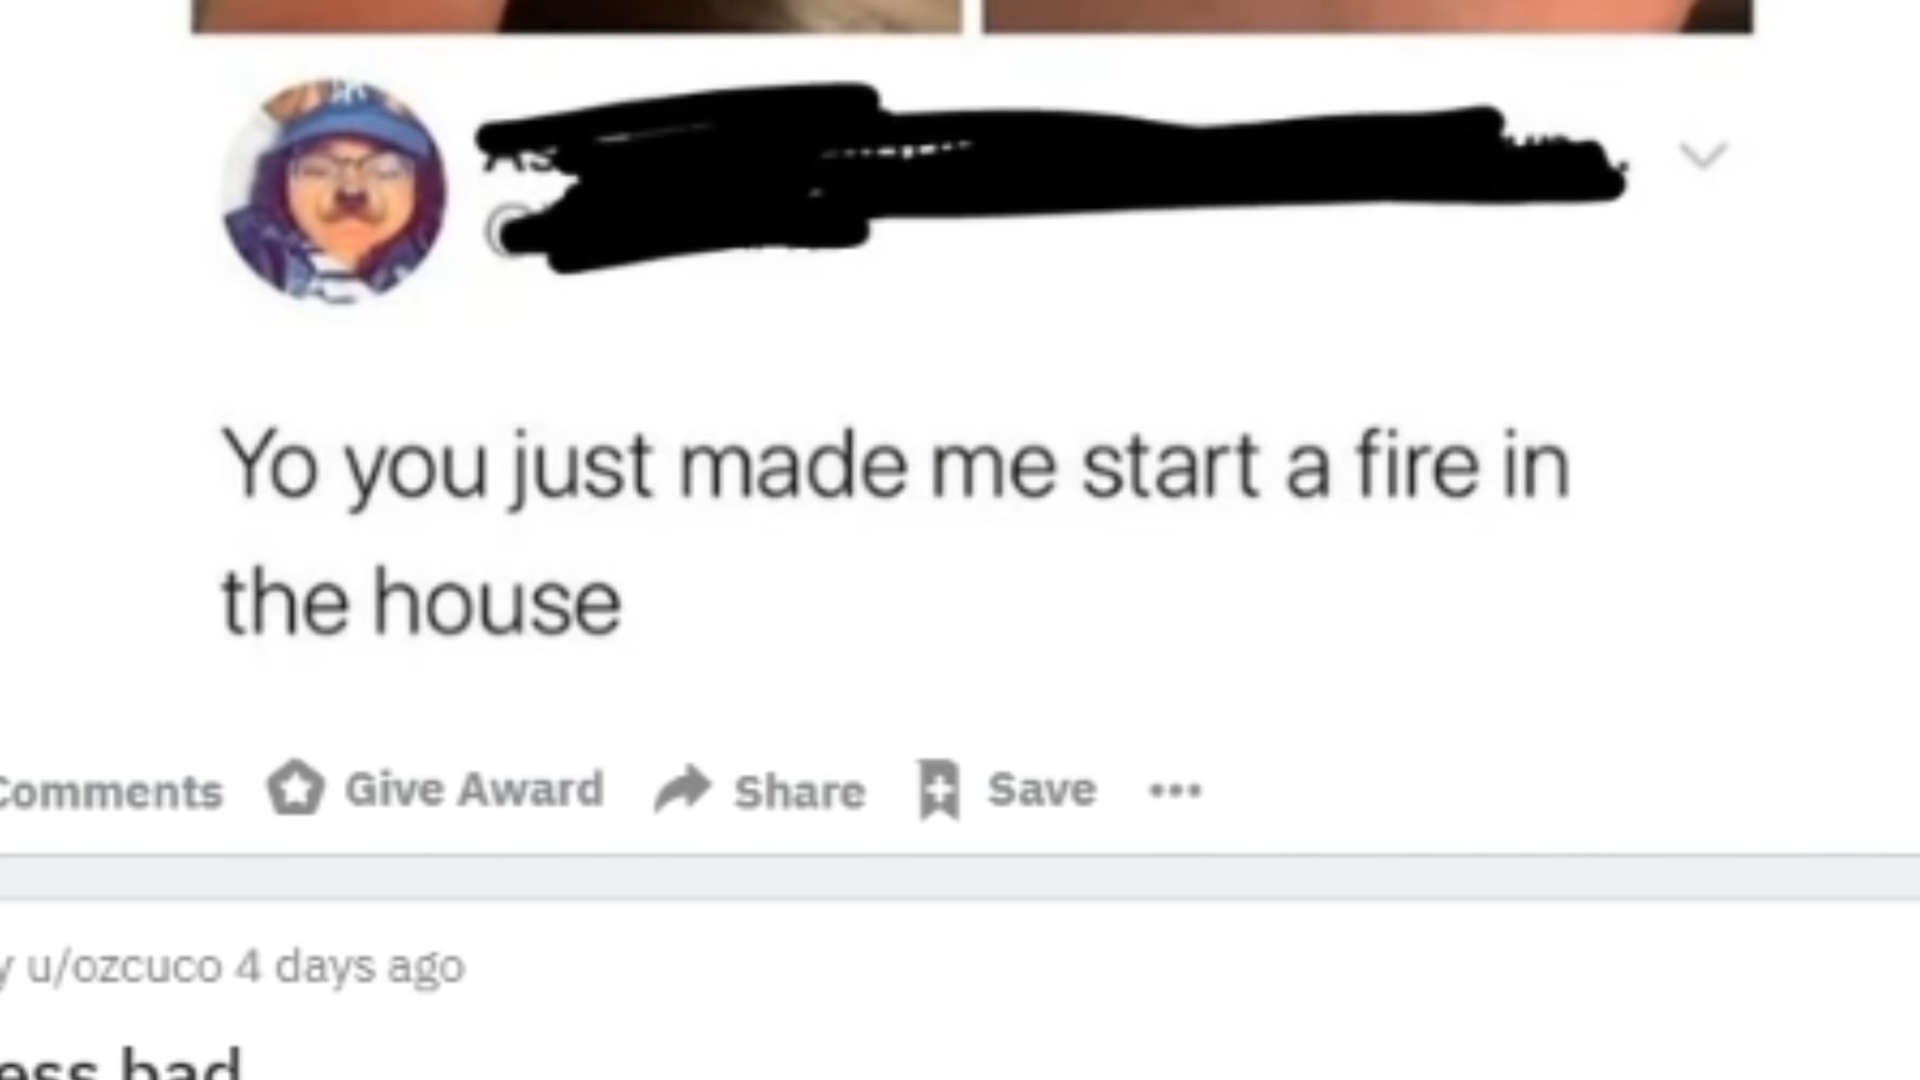 Yo you just made me start a fire in
the house
Comments Give Award Share Save
u/ozcuco 4 days ago
bad